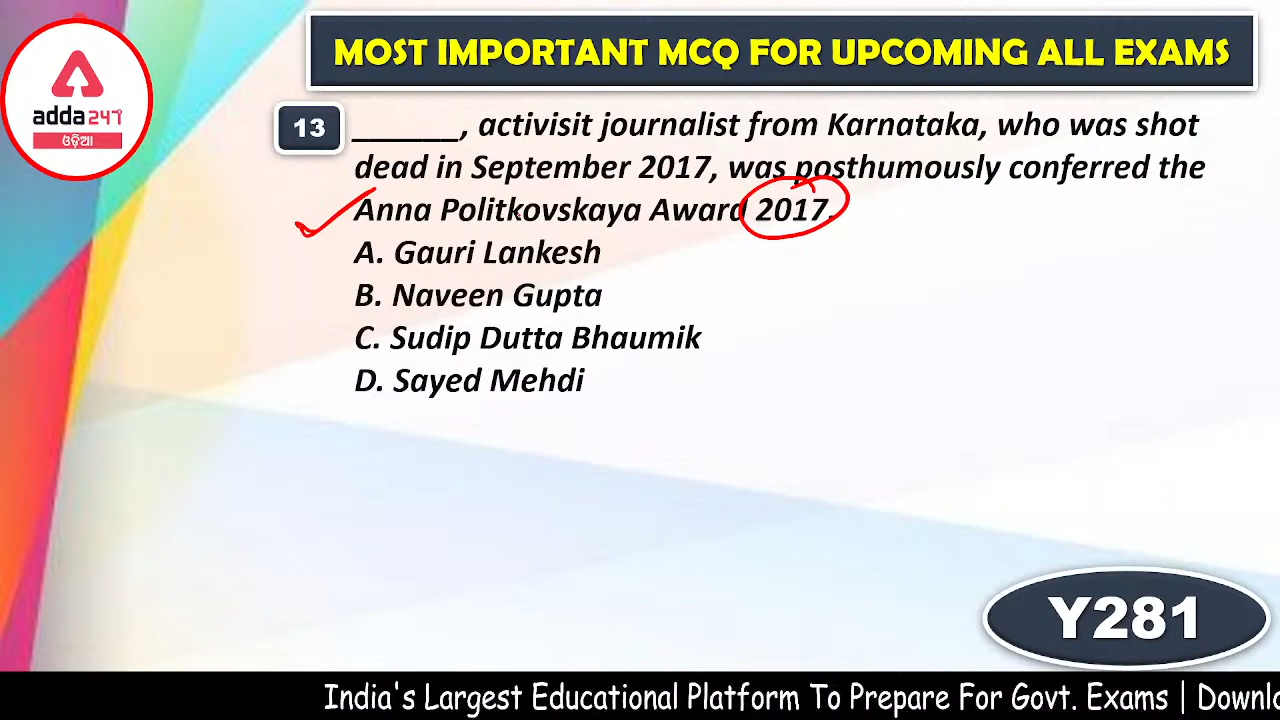 MOST IMPORTANT MCQ FOR UPCOMING ALL EXAMS
adda247
ଓଡ଼ିଆ
13 ______, activisit journalist from Karnataka, who was shot
dead in September 2017, was posthumously conferred the
Anna Politkovskaya Award 2017.
A. Gauri Lankesh
B. Naveen Gupta
C. Sudip Dutta Bhaumik
D. Sayed Mehdi
Y281
India's Largest Educational Platform To Prepare For Govt. Exams |